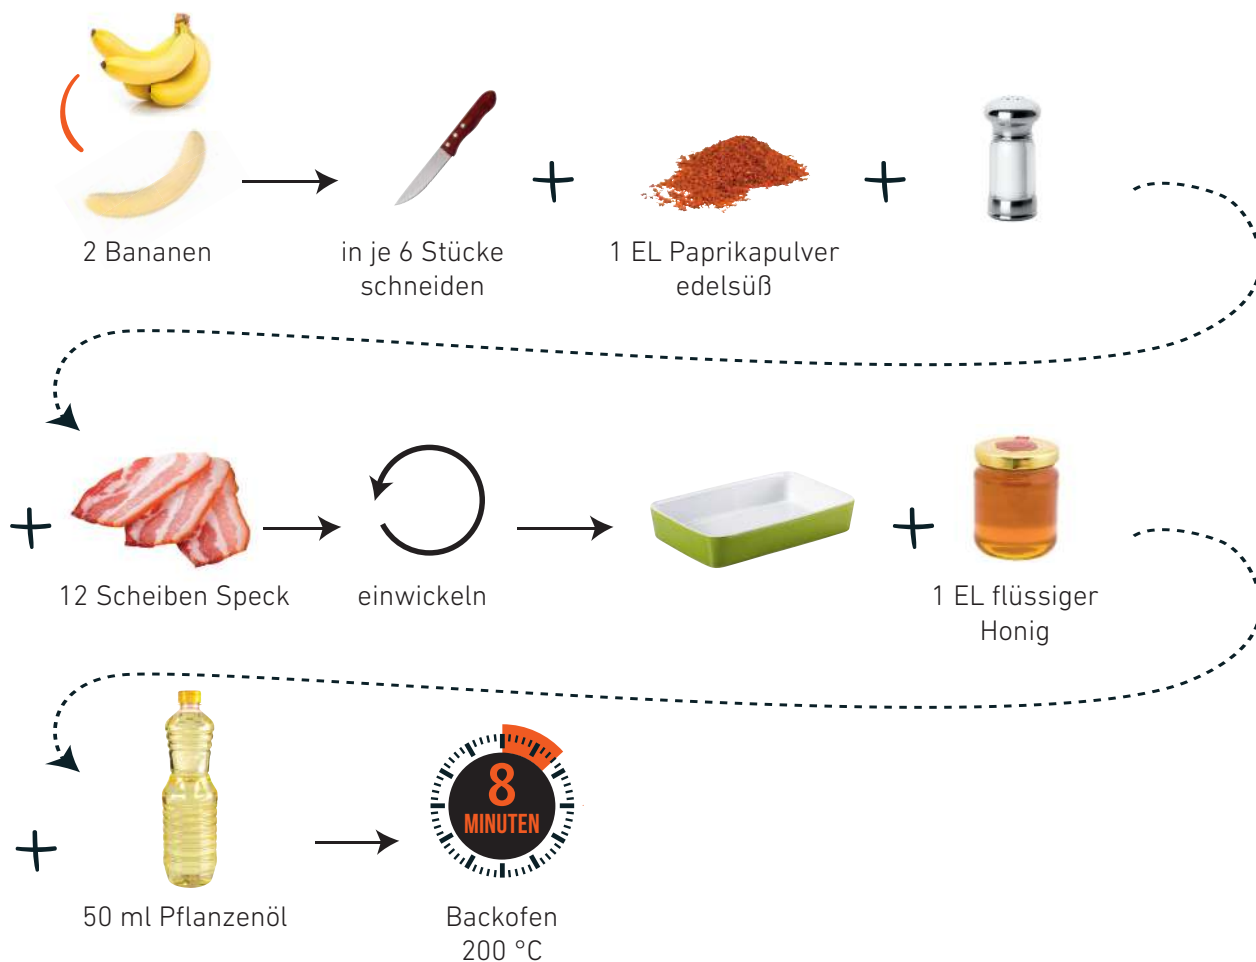 2 Bananen
in je 6 Stücke
schneiden
1 EL Paprikapulver
edelsüß
12 Scheiben Speck
einwickeln
1 EL flüssiger
Honig
50 ml Pflanzenöl
8
MINUTEN
Backofen
200 °C